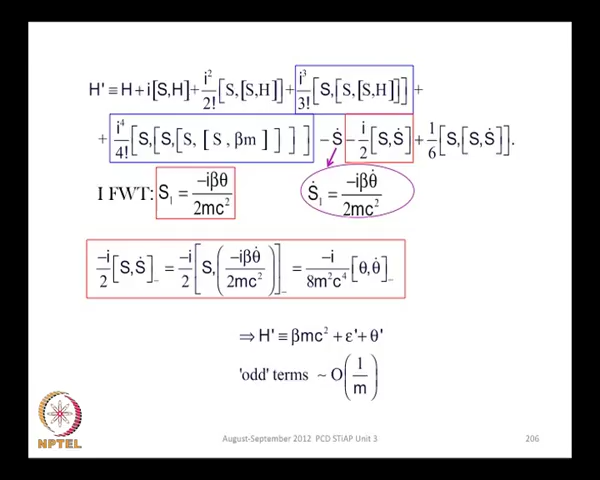 H' ≡ H + i[S,H] + i²/2! [S,[S,H]] + i³/3! [S,[S,[S,H]]] +
+ i⁴/4! [S,[S,[S,[S,βm]]]] − Ṡ − i/2 [S,Ṡ] + 1/6 [S,[S,Ṡ]].
I FWT: S₁ = −iβθ/2mc² Ṡ₁ = −iβθ̇/2mc²
−i/2 [S,Ṡ]₋ = −i/2 [S,(−iβθ̇/2mc²)]₋ = −i/8m²c⁴ [θ,θ̇]₋
⇒ H' ≡ βmc² + ε' + θ'
'odd' terms ~ O(1/m)
NPTEL
August-September 2012 PCD STiAP Unit 3
206